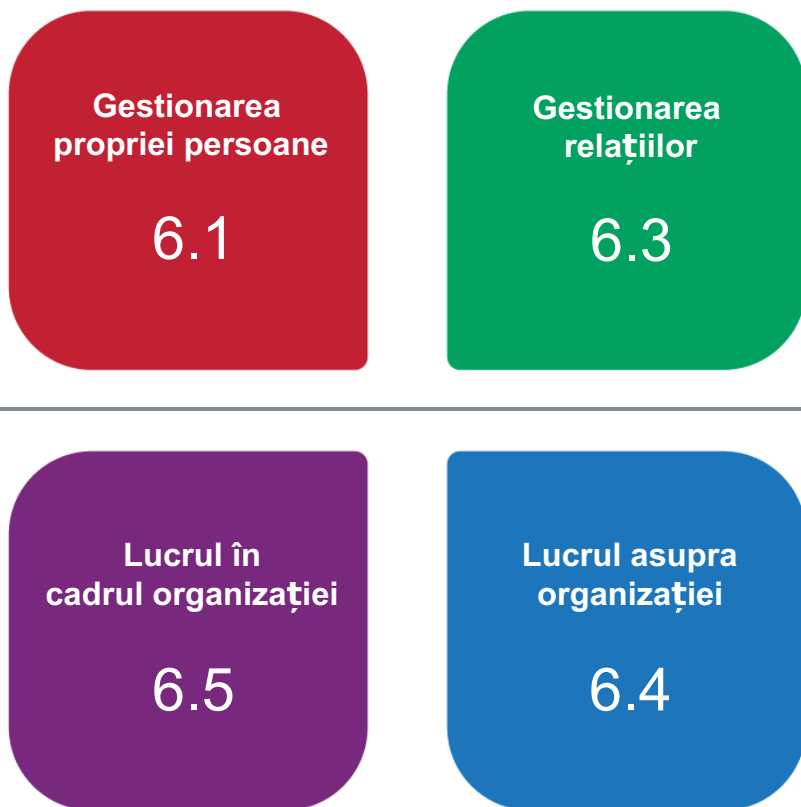 Gestionarea
propriei persoane
6.1
Gestionarea
relațiilor
6.3
Lucrul în
cadrul organizației
6.5
Lucrul asupra
organizației
6.4